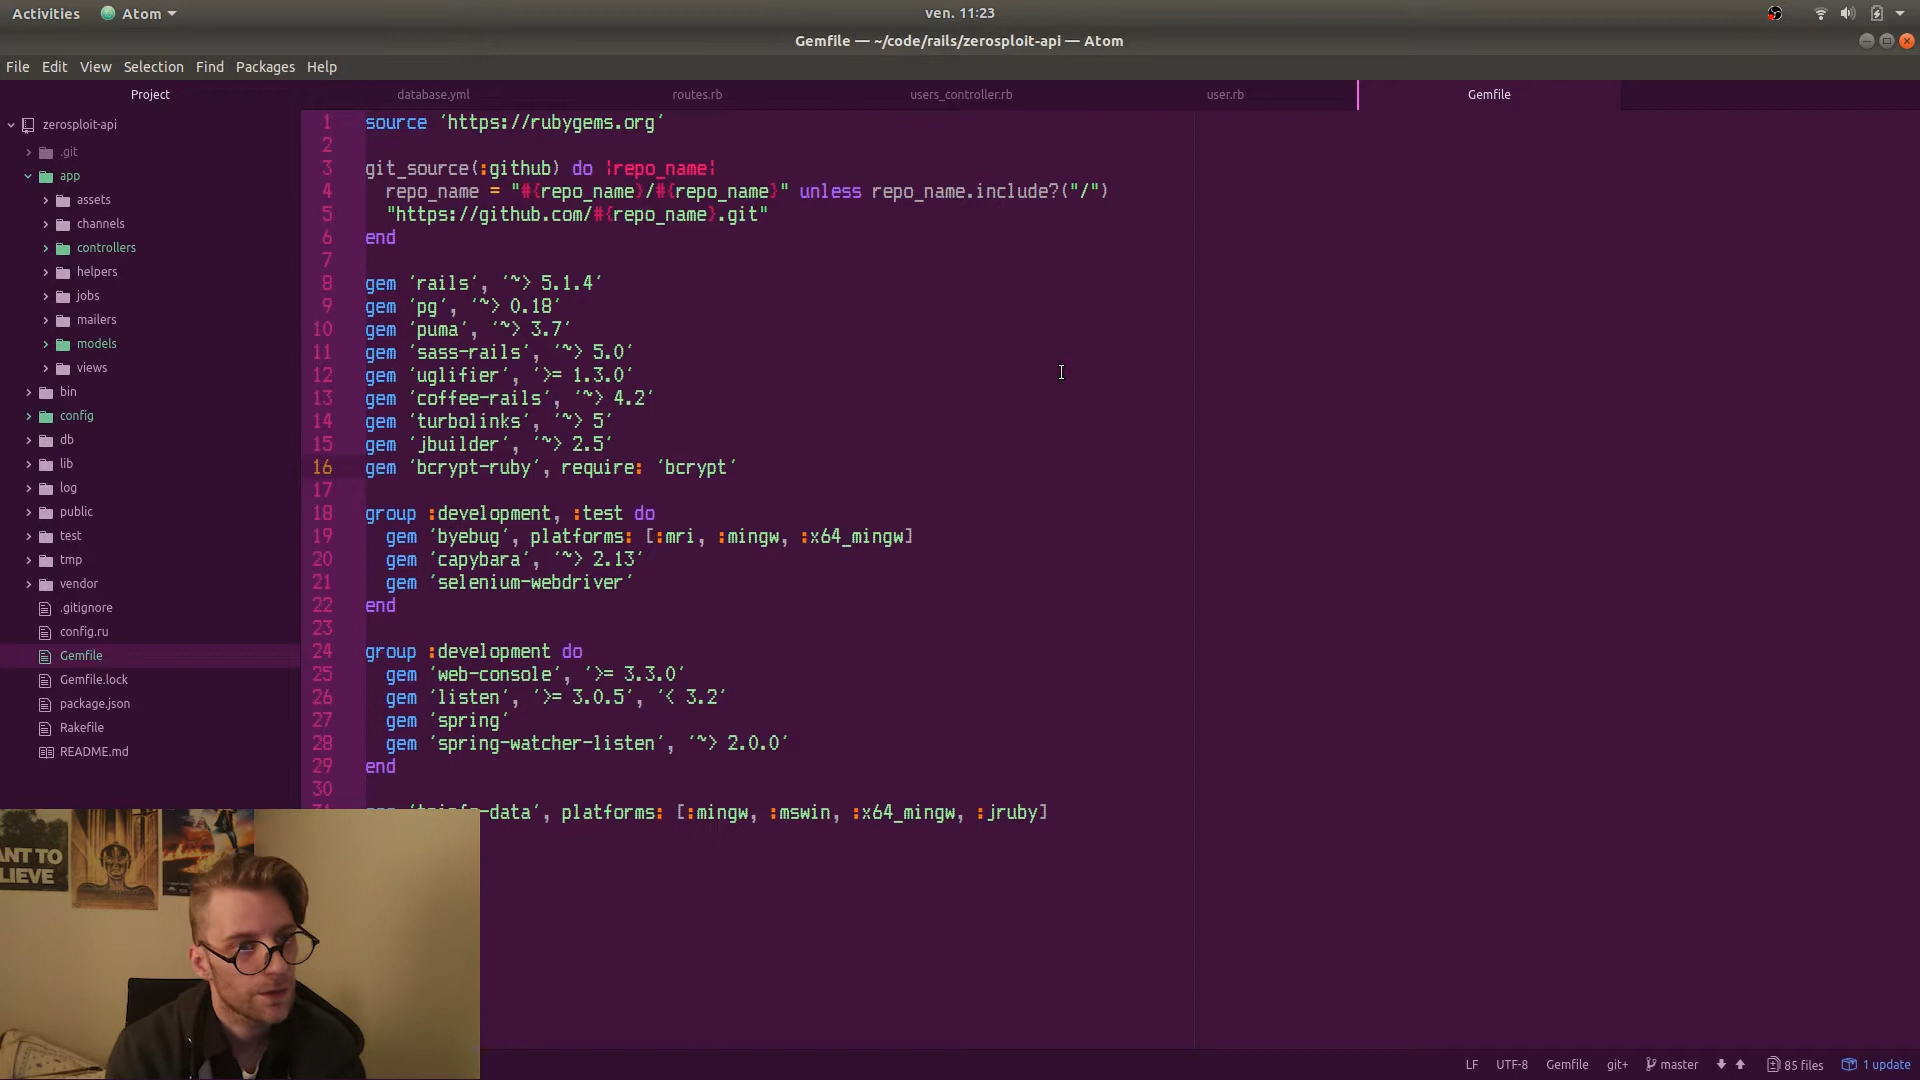 Activities Atom ven. 11:23
Gemfile — ~/code/rails/zerosploit-api — Atom
File Edit View Selection Find Packages Help
Project database.yml routes.rb users_controller.rb user.rb Gemfile
zerosploit-api
.git
app
assets
channels
controllers
helpers
jobs
mailers
models
views
bin
config
db
lib
log
public
test
tmp
vendor
.gitignore
config.ru
Gemfile
Gemfile.lock
package.json
Rakefile
README.md
1 source 'https://rubygems.org'
2
3 git_source(:github) do |repo_name|
4 repo_name = "#{repo_name}/#{repo_name}" unless repo_name.include?("/")
5 "https://github.com/#{repo_name}.git"
6 end
7
8 gem 'rails', '~> 5.1.4'
9 gem 'pg', '~> 0.18'
10 gem 'puma', '~> 3.7'
11 gem 'sass-rails', '~> 5.0'
12 gem 'uglifier', '>= 1.3.0'
13 gem 'coffee-rails', '~> 4.2'
14 gem 'turbolinks', '~> 5'
15 gem 'jbuilder', '~> 2.5'
16 gem 'bcrypt-ruby', require: 'bcrypt'
17
18 group :development, :test do
19 gem 'byebug', platforms: [:mri, :mingw, :x64_mingw]
20 gem 'capybara', '~> 2.13'
21 gem 'selenium-webdriver'
22 end
23
24 group :development do
25 gem 'web-console', '>= 3.3.0'
26 gem 'listen', '>= 3.0.5', '< 3.2'
27 gem 'spring'
28 gem 'spring-watcher-listen', '~> 2.0.0'
29 end
30
-data', platforms: [:mingw, :mswin, :x64_mingw, :jruby]
ANT TO
LIEVE
LF UTF-8 Gemfile git+ master 85 files 1 update